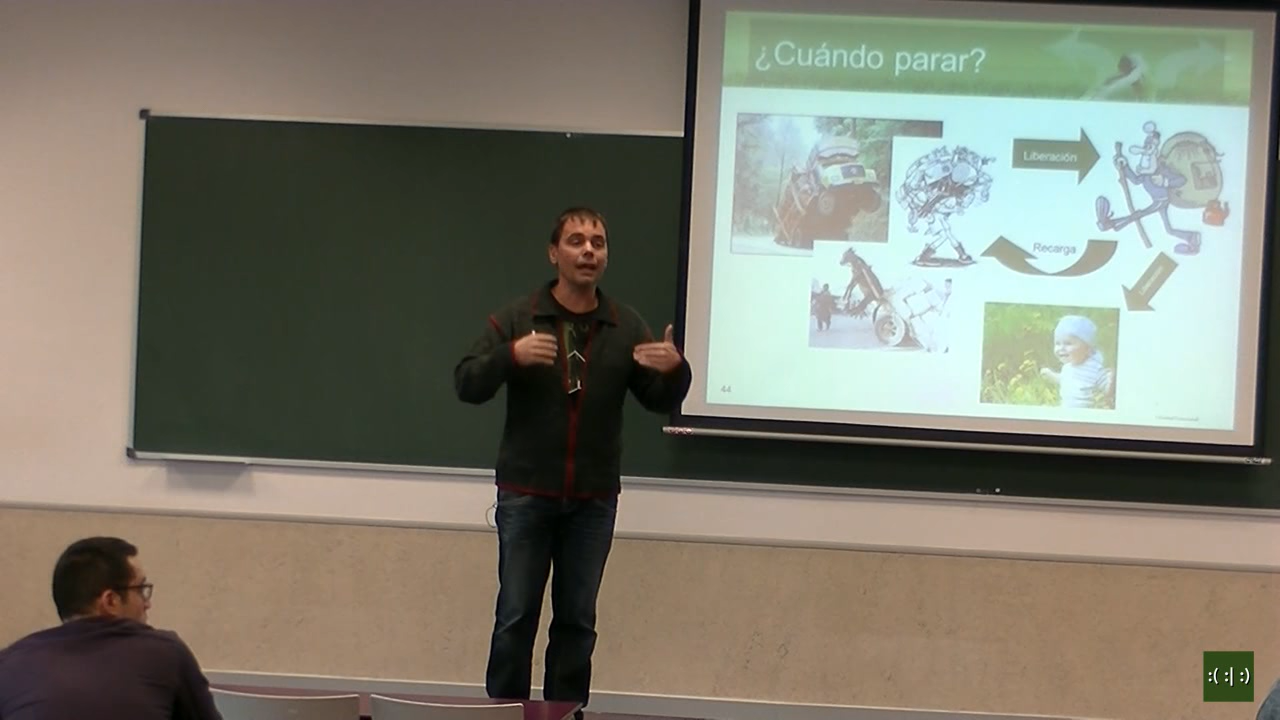 ¿Cuándo parar?
Liberación
Recarga
44
:( :| :)